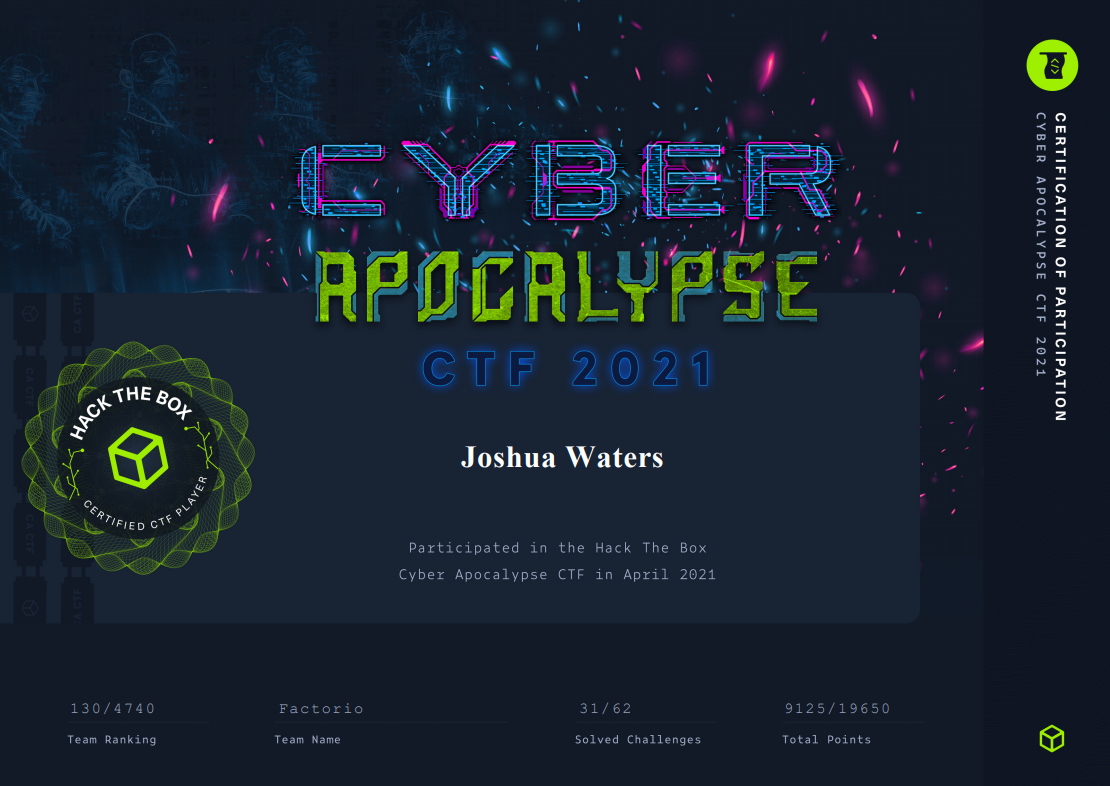 CYBER
APOCALYPSE
CTF 2021
HACK THE BOX
CERTIFIED CTF PLAYER
Joshua Waters
Participated in the Hack The Box
Cyber Apocalypse CTF in April 2021
130/4740
Team Ranking
Factorio
Team Name
31/62
Solved Challenges
9125/19650
Total Points
CERTIFICATION OF PARTICIPATION
CYBER APOCALYPSE CTF 2021